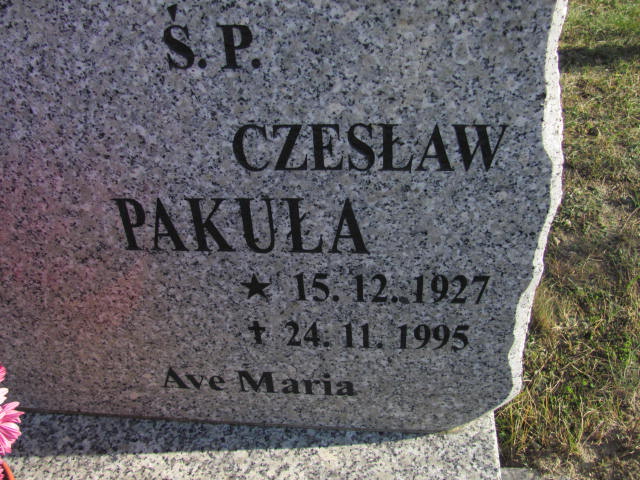 Ś. P.
CZESŁAW
PAKUŁA
★ 15. 12. 1927
✝ 24. 11. 1995
Ave Maria